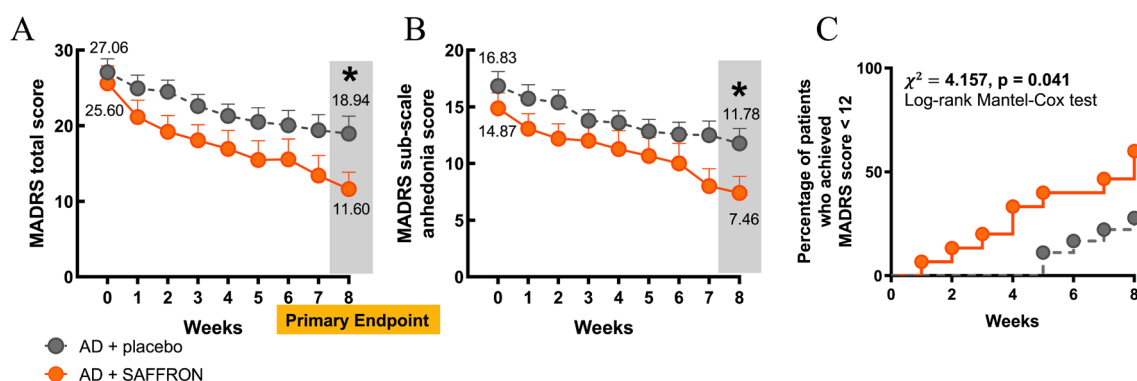 A
MADRS total score
30
20
10
0
27.06
25.60
*
18.94
11.60
0 1 2 3 4 5 6 7 8
Weeks
Primary Endpoint
AD + placebo
AD + SAFFRON
B
MADRS sub-scale
anhedonia score
20
15
10
5
0
16.83
14.87
*
11.78
7.46
0 1 2 3 4 5 6 7 8
Weeks
C
Percentage of patients
who achieved
MADRS score < 12
100
50
0
χ² = 4.157, p = 0.041
Log-rank Mantel-Cox test
0 2 4 6 8
Weeks